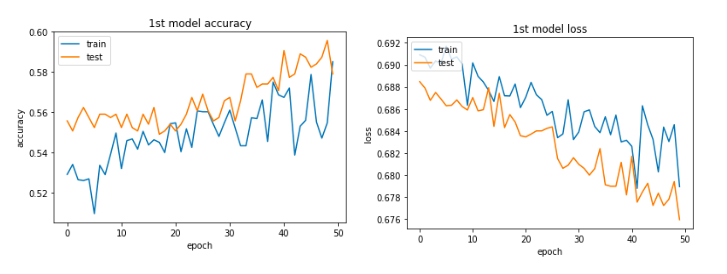 1st model accuracy
0.60
0.58
0.56
0.54
0.52
accuracy
train
test
0 10 20 30 40 50
epoch
1st model loss
0.692
0.690
0.688
0.686
0.684
0.682
0.680
0.678
0.676
loss
train
test
0 10 20 30 40 50
epoch